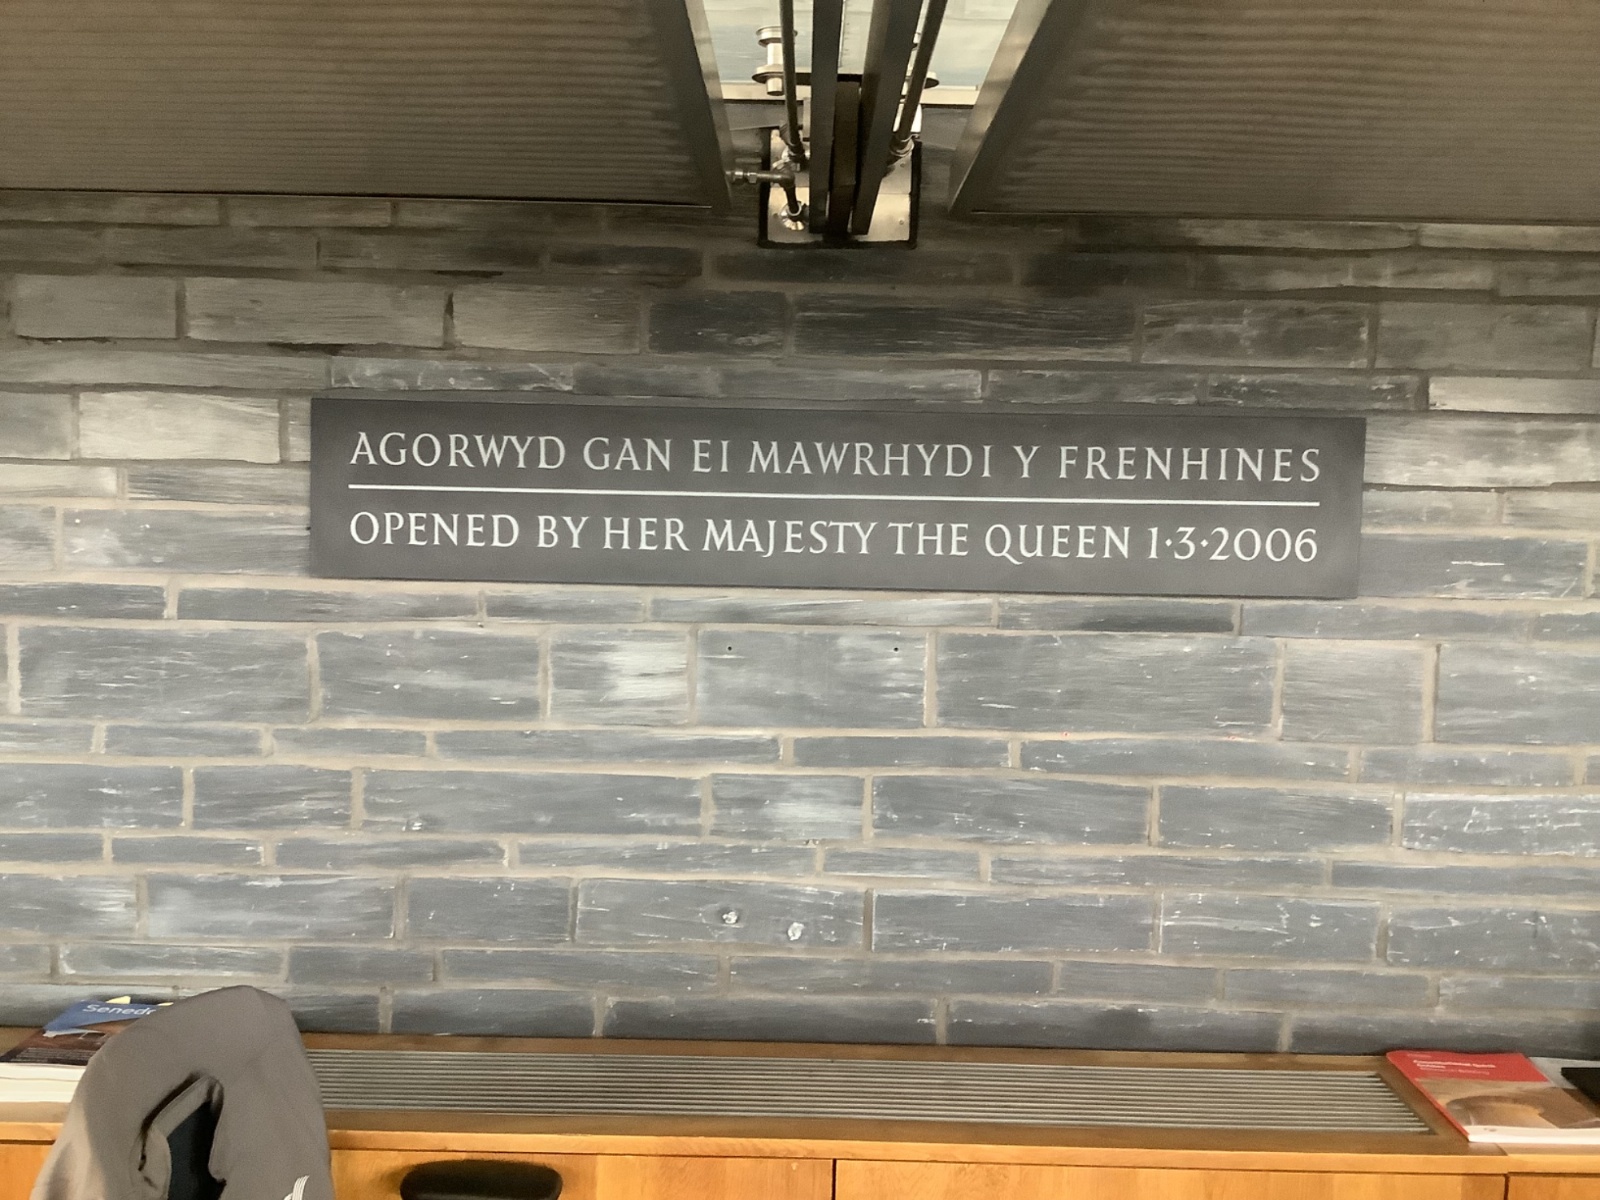 AGORWYD GAN EI MAWRHYDI Y FRENHINES
OPENED BY HER MAJESTY THE QUEEN 1·3·2006